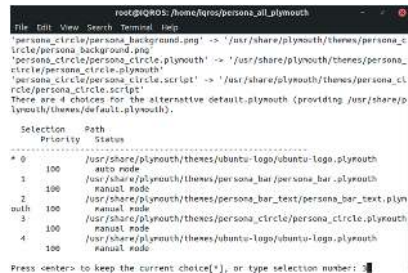 root@IQROS: /home/iqros/persona_all_plymouth
File Edit View Search Terminal Help
'persona_circle/persona_background.png' -> '/usr/share/plymouth/themes/persona_c
ircle/persona_background.png'
'persona_circle/persona_circle.plymouth' -> '/usr/share/plymouth/themes/persona_
circle/persona_circle.plymouth'
'persona_circle/persona_circle.script' -> '/usr/share/plymouth/themes/persona_ci
rcle/persona_circle.script'
There are 4 choices for the alternative default.plymouth (providing /usr/share/p
lymouth/themes/default.plymouth).
Selection Path
Priority Status
------------------------------------------------------------
* 0 /usr/share/plymouth/themes/ubuntu-logo/ubuntu-logo.plymouth
100 auto mode
1 /usr/share/plymouth/themes/persona_bar/persona_bar.plymouth
100 manual mode
2 /usr/share/plymouth/themes/persona_bar_text/persona_bar_text.plym
outh 100 manual mode
3 /usr/share/plymouth/themes/persona_circle/persona_circle.plymouth
100 manual mode
4 /usr/share/plymouth/themes/ubuntu-logo/ubuntu-logo.plymouth
100 manual mode
Press <enter> to keep the current choice[*], or type selection number: 3